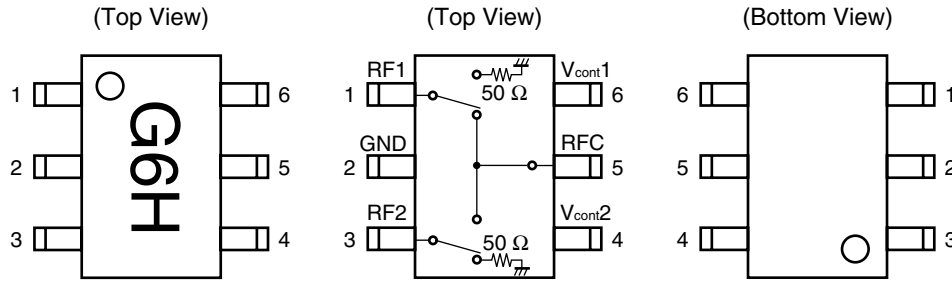 (Top View)
1
2
3
G6H
6
5
4
(Top View)
RF1
1
GND
2
RF2
3
50 Ω
50 Ω
Vcont1
6
RFC
5
Vcont2
4
(Bottom View)
6
5
4
1
2
3